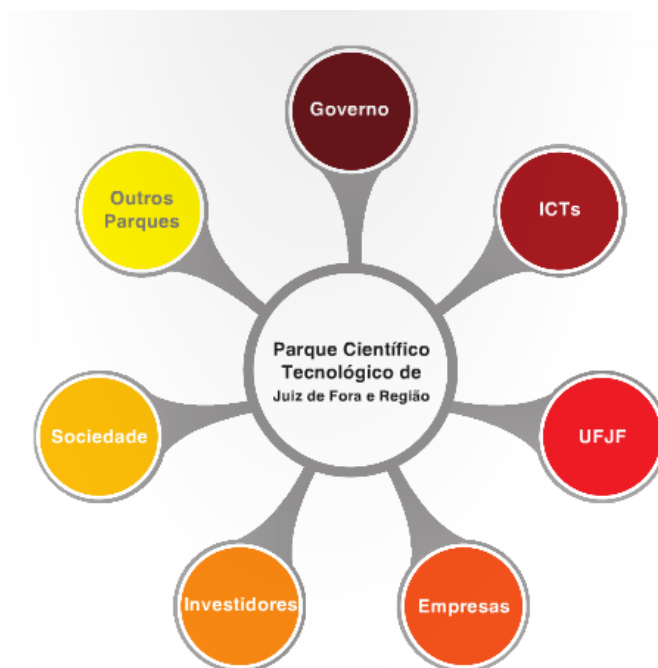 Governo
ICTs
UFJF
Empresas
Investidores
Sociedade
Outros
Parques
Parque Científico
Tecnológico de
Juiz de Fora e Região